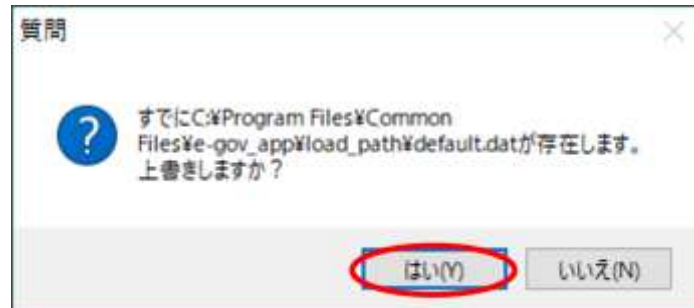 質問
すでにC:¥Program Files¥Common
Files¥e-gov_app¥load_path¥default.datが存在します。
上書きしますか？
はい(Y)
いいえ(N)